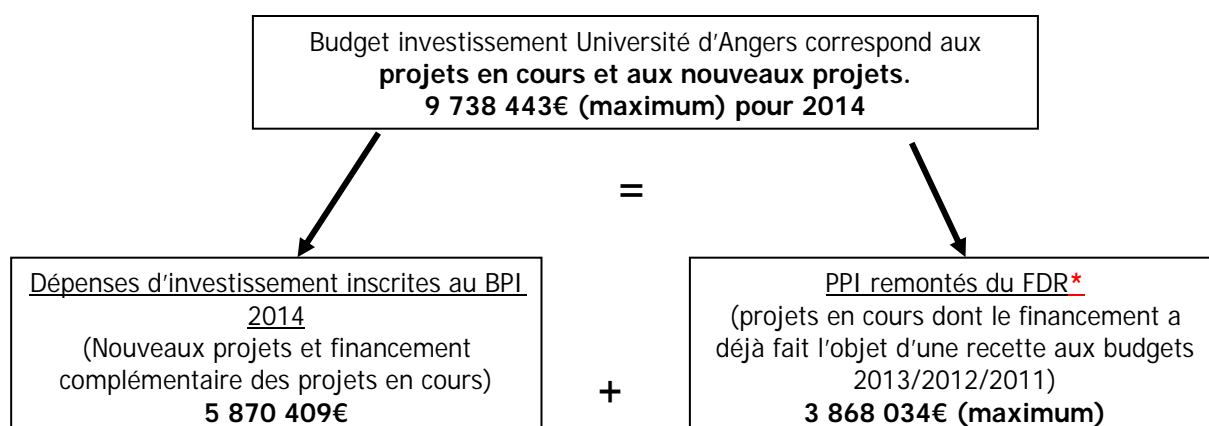 Budget investissement Université d'Angers correspond aux
projets en cours et aux nouveaux projets.
9 738 443€ (maximum) pour 2014
=
Dépenses d'investissement inscrites au BPI
2014
(Nouveaux projets et financement
complémentaire des projets en cours)
5 870 409€
+
PPI remontés du FDR*
(projets en cours dont le financement a
déjà fait l'objet d'une recette aux budgets
2013/2012/2011)
3 868 034€ (maximum)